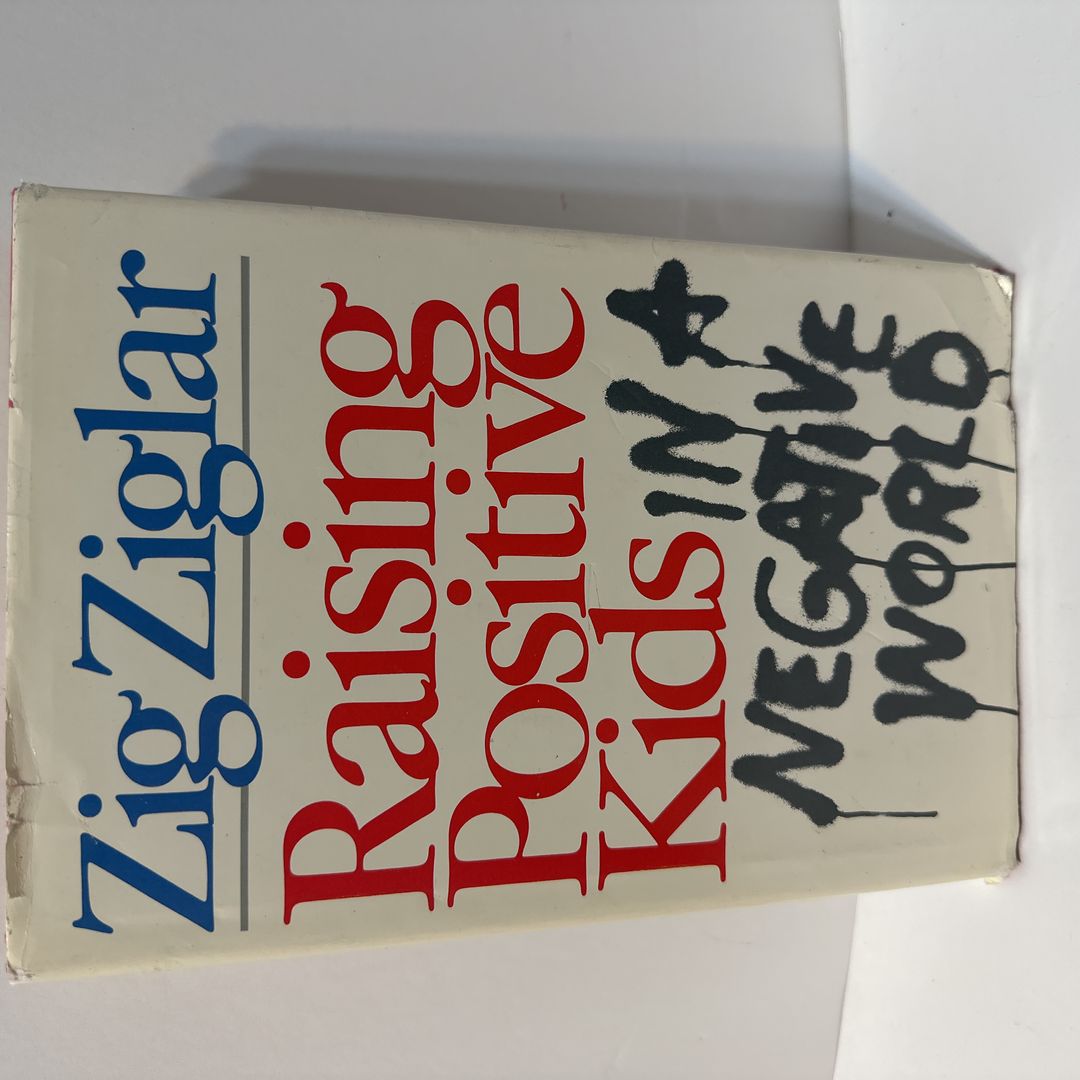 Zig Ziglar
Raising
Positive
Kids IN A
NEGATIVE
WORLD